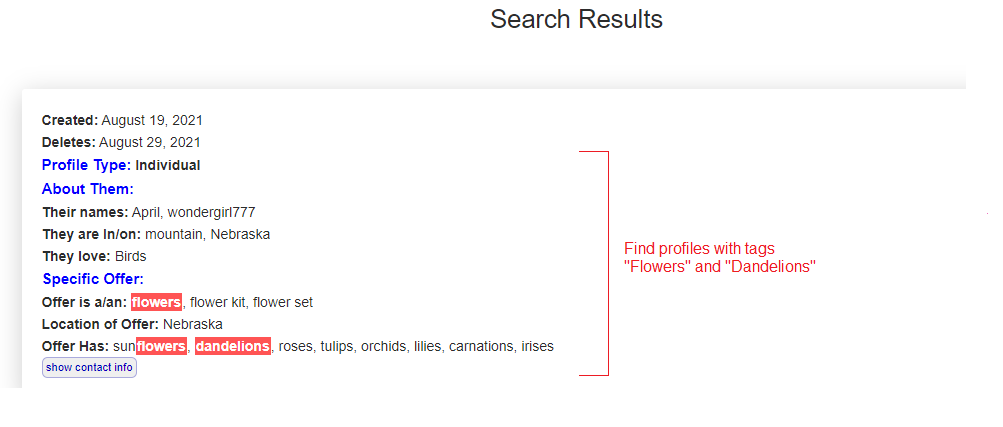 Search Results
Created: August 19, 2021
Deletes: August 29, 2021
Profile Type: Individual
About Them:
Their names: April, wondergirl777
They are In/on: mountain, Nebraska
They love: Birds
Find profiles with tags
"Flowers" and "Dandelions"
Specific Offer:
Offer is a/an: flowers, flower kit, flower set
Location of Offer: Nebraska
Offer Has: sunflowers, dandelions, roses, tulips, orchids, lilies, carnations, irises
show contact info